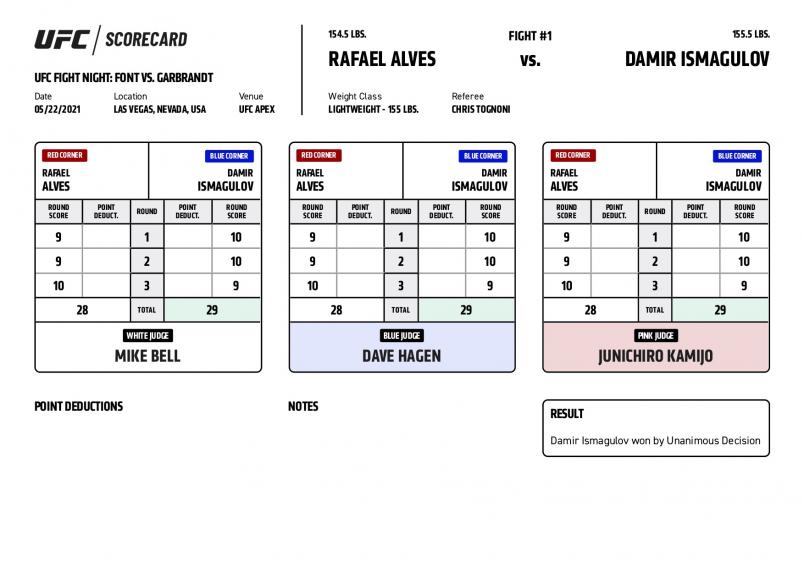 UFC / SCORECARD
UFC FIGHT NIGHT: FONT VS. GARBRANDT
Date Location Venue
05/22/2021 LAS VEGAS, NEVADA, USA UFC APEX
154.5 LBS. FIGHT #1 155.5 LBS.
RAFAEL ALVES VS. DAMIR ISMAGULOV
Weight Class Referee
LIGHTWEIGHT - 155 LBS. CHRIS TOGNONI
RED CORNER BLUE CORNER
RAFAEL DAMIR
ALVES ISMAGULOV
ROUND SCORE POINT DEDUCT. ROUND POINT DEDUCT. ROUND SCORE
9 1 10
9 2 10
10 3 9
28 TOTAL 29
WHITE JUDGE
MIKE BELL
RED CORNER BLUE CORNER
RAFAEL DAMIR
ALVES ISMAGULOV
ROUND SCORE POINT DEDUCT. ROUND POINT DEDUCT. ROUND SCORE
9 1 10
9 2 10
10 3 9
28 TOTAL 29
BLUE JUDGE
DAVE HAGEN
RED CORNER BLUE CORNER
RAFAEL DAMIR
ALVES ISMAGULOV
ROUND SCORE POINT DEDUCT. ROUND POINT DEDUCT. ROUND SCORE
9 1 10
9 2 10
10 3 9
28 TOTAL 29
PINK JUDGE
JUNICHIRO KAMIJO
POINT DEDUCTIONS
NOTES
RESULT
Damir Ismagulov won by Unanimous Decision